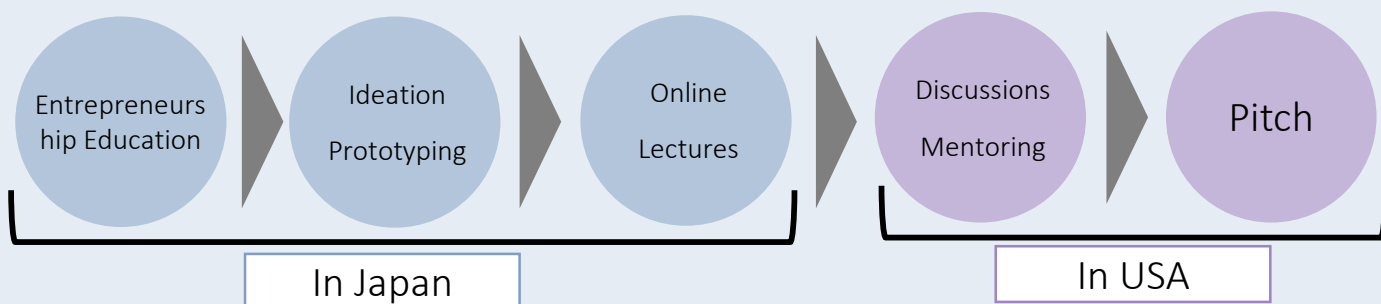 Entrepreneurs
hip Education
Ideation
Prototyping
Online
Lectures
Discussions
Mentoring
Pitch
In Japan
In USA